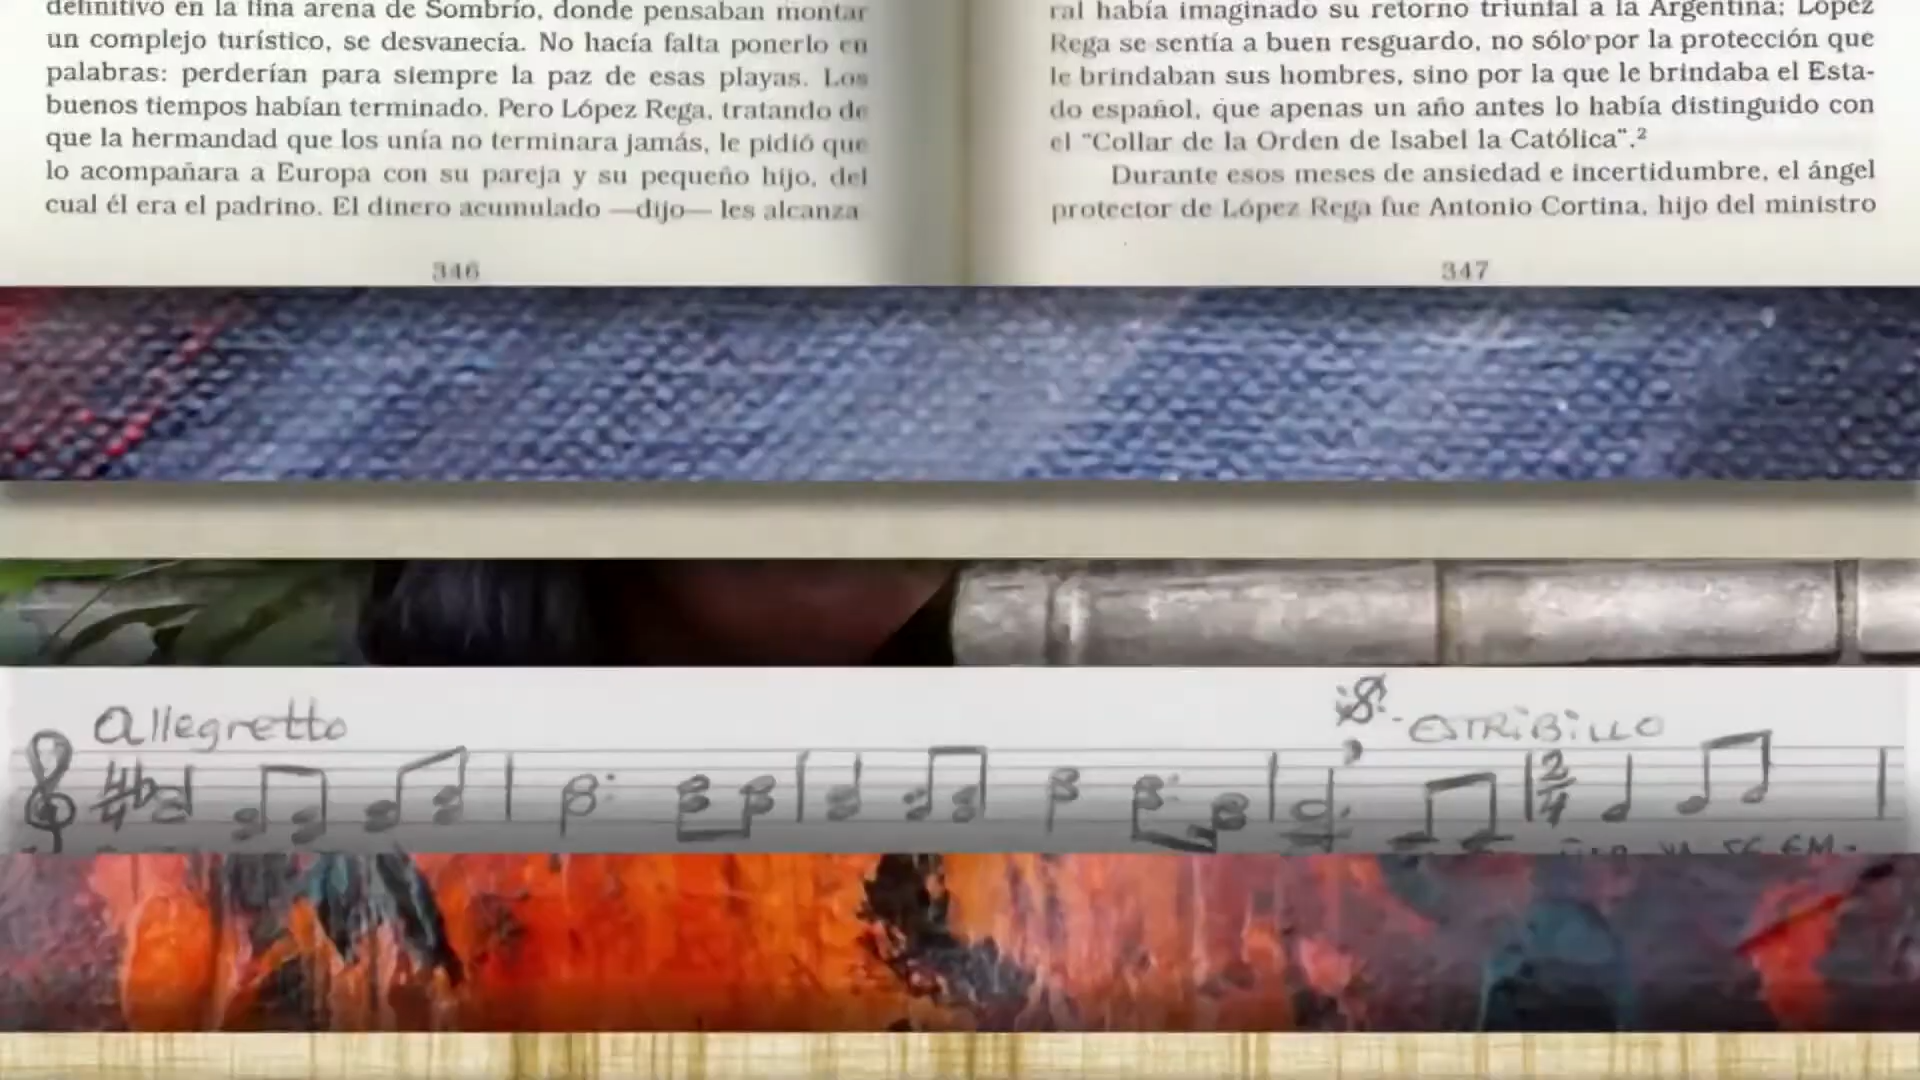 definitivo en la fina arena de Sombrío, donde pensaban montar
un complejo turístico, se desvanecía. No hacía falta ponerlo en
palabras: perderían para siempre la paz de esas playas. Los
buenos tiempos habían terminado. Pero López Rega, tratando de
que la hermandad que los unía no terminara jamás, le pidió que
lo acompañara a Europa con su pareja y su pequeño hijo, del
cual él era el padrino. El dinero acumulado —dijo— les alcanza
346
ral había imaginado su retorno triunfal a la Argentina; López
Rega se sentía a buen resguardo, no sólo por la protección que
le brindaban sus hombres, sino por la que le brindaba el Esta-
do español, que apenas un año antes lo había distinguido con
el "Collar de la Orden de Isabel la Católica".²
Durante esos meses de ansiedad e incertidumbre, el ángel
protector de López Rega fue Antonio Cortina, hijo del ministro
347
Allegretto
ESTRIBILLO
4/4
2/4